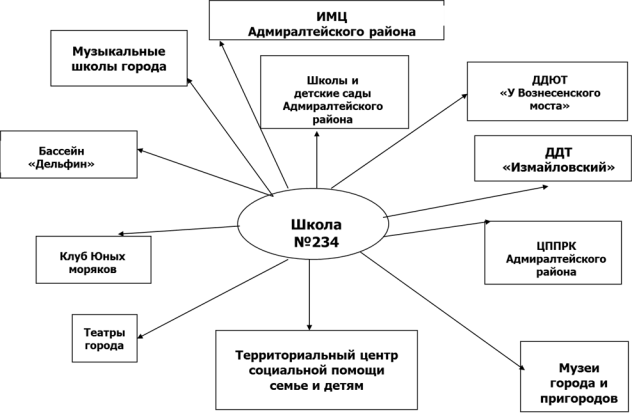 ИМЦ
Адмиралтейского района
Музыкальные
школы города
Школы и
детские сады
Адмиралтейского
района
ДДЮТ
«У Вознесенского
моста»
Бассейн
«Дельфин»
ДДТ
«Измайловский»
Школа
№234
Клуб Юных
моряков
ЦППРК
Адмиралтейского
района
Театры
города
Территориальный центр
социальной помощи
семье и детям
Музеи
города и
пригородов